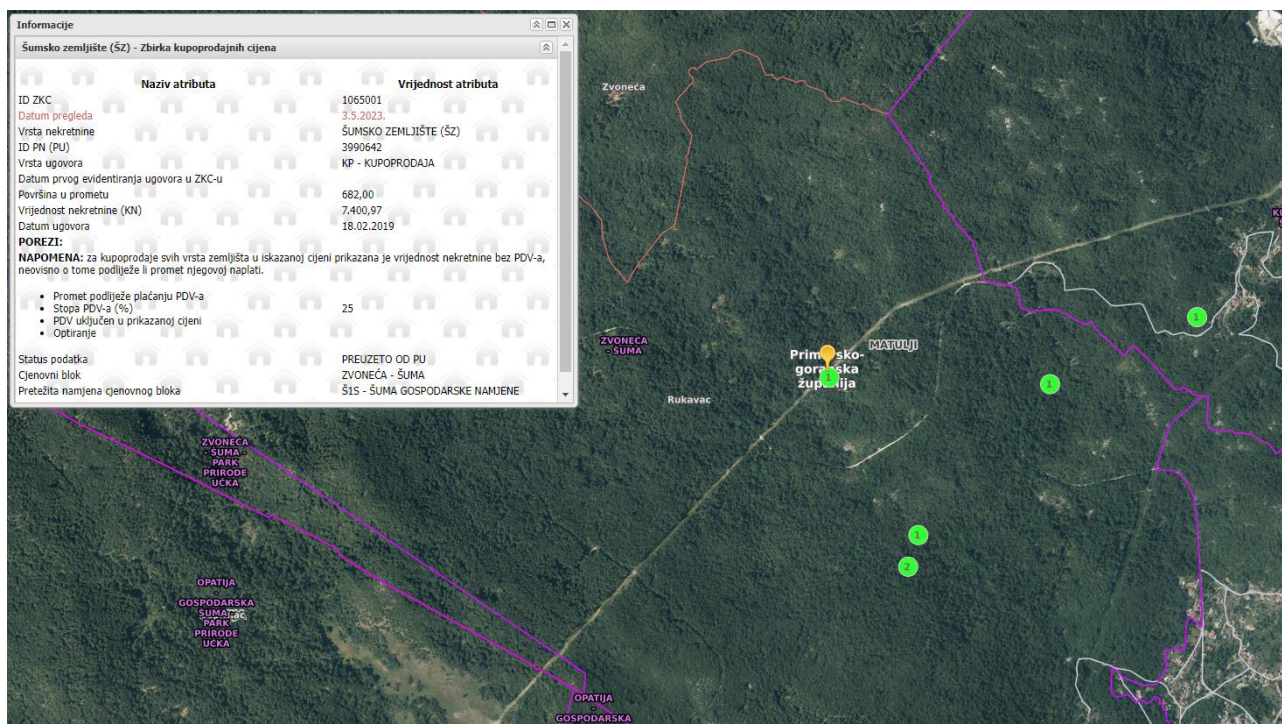 Informacije
Šumsko zemljište (ŠZ) - Zbirka kupoprodajnih cijena
Naziv atributa Vrijednost atributa
ID ZKC 1065001
Datum pregleda 3.5.2023.
Vrsta nekretnine ŠUMSKO ZEMLJIŠTE (ŠZ)
ID PN (PU) 3990642
Vrsta ugovora KP - KUPOPRODAJA
Datum prvog evidentiranja ugovora u ZKC-u
Površina u prometu 682,00
Vrijednost nekretnine (KN) 7.400,97
Datum ugovora 18.02.2019
POREZI:
NAPOMENA: za kupoprodaje svih vrsta zemljišta u iskazanoj cijeni prikazana je vrijednost nekretnine bez PDV-a,
neovisno o tome podliježe li promet njegovoj naplati.
• Promet podliježe plaćanju PDV-a
• Stopa PDV-a (%) 25
• PDV uključen u prikazanoj cijeni
• Optiranje
Status podatka PREUZETO OD PU
Cjenovni blok ZVONEĆA - ŠUMA
Pretežita namjena cjenovnog bloka Š1S - ŠUMA GOSPODARSKE NAMJENE
Zvoneća
1
ZVONEĆA
- ŠUMA
MATULJI
goranska
županija
1
1
Rukavac
ZVONEĆA
- ŠUMA -
PARK
PRIRODE
UČKA
1
2
OPATIJA
-
GOSPODARSKA
ŠUMA
PARK
PRIRODE
UČKA
OPATIJA
-
GOSPODARSKA